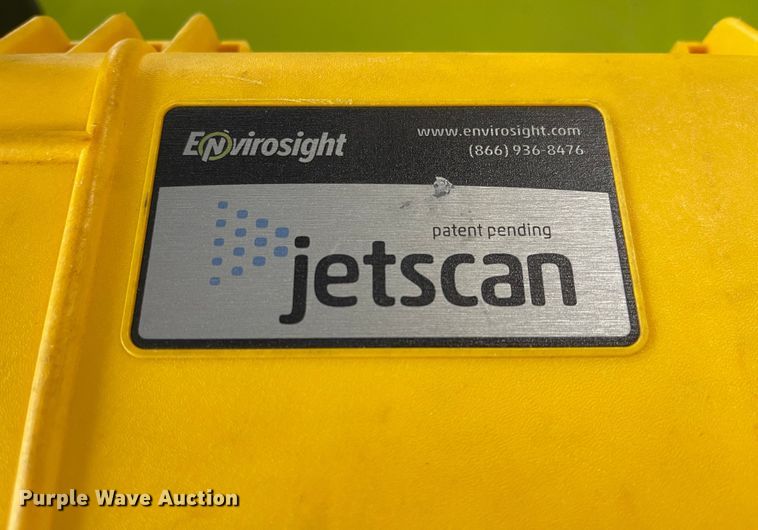 Envirosight
www.envirosight.com
(866) 936-8476
patent pending
jetscan
Purple Wave Auction